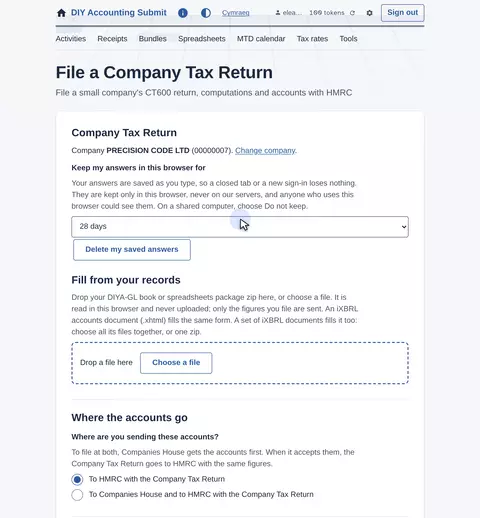 DIY Accounting Submit
Cymraeg
elea...
100 tokens
Sign out
Activities
Receipts
Bundles
Spreadsheets
MTD calendar
Tax rates
Tools
File a Company Tax Return
File a small company's CT600 return, computations and accounts with HMRC
Company Tax Return
Company PRECISION CODE LTD (00000007). Change company.
Keep my answers in this browser for
Your answers are saved as you type, so a closed tab or a new sign-in loses nothing.
They are kept only in this browser, never on our servers, and anyone who uses this
browser could see them. On a shared computer, choose Do not keep.
28 days
Delete my saved answers
Fill from your records
Drop your DIYA-GL book or spreadsheets package zip here, or choose a file. It is
read in this browser and never uploaded; only the figures you file are sent. An iXBRL
accounts document (.xhtml) fills the same form. A set of iXBRL documents fills it too:
choose all its files together, or one zip.
Drop a file here
Choose a file
Where the accounts go
Where are you sending these accounts?
To file at both, Companies House gets the accounts first. When it accepts them, the
Company Tax Return goes to HMRC with the same figures.
To HMRC with the Company Tax Return
To Companies House and to HMRC with the Company Tax Return